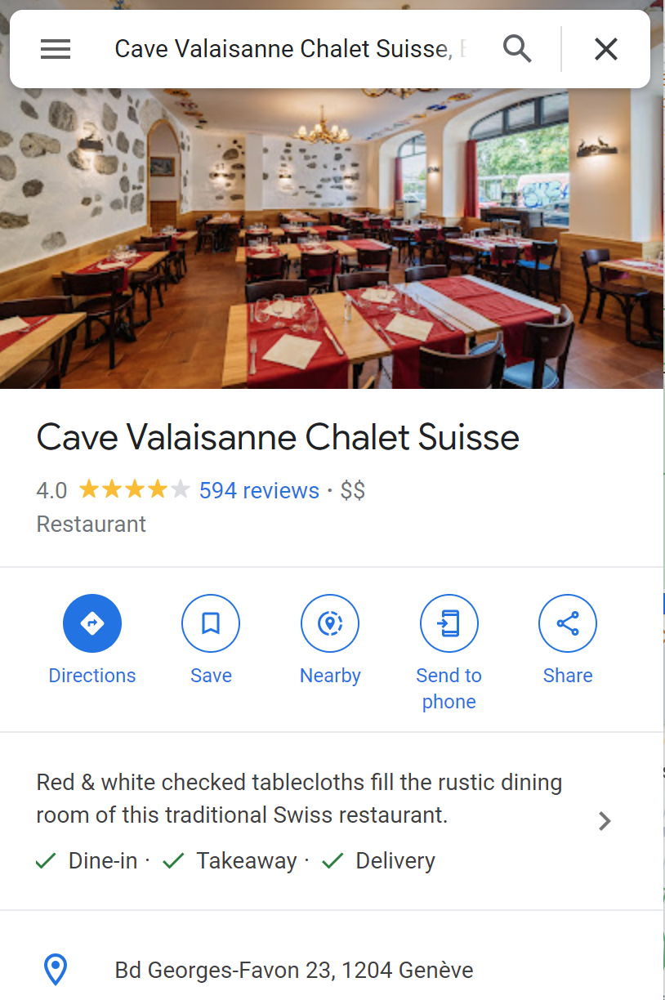 Cave Valaisanne Chalet Suisse,
Cave Valaisanne Chalet Suisse
4.0 594 reviews · $$
Restaurant
Directions
Save
Nearby
Send to phone
Share
Red & white checked tablecloths fill the rustic dining
room of this traditional Swiss restaurant.
Dine-in · Takeaway · Delivery
Bd Georges-Favon 23, 1204 Genève